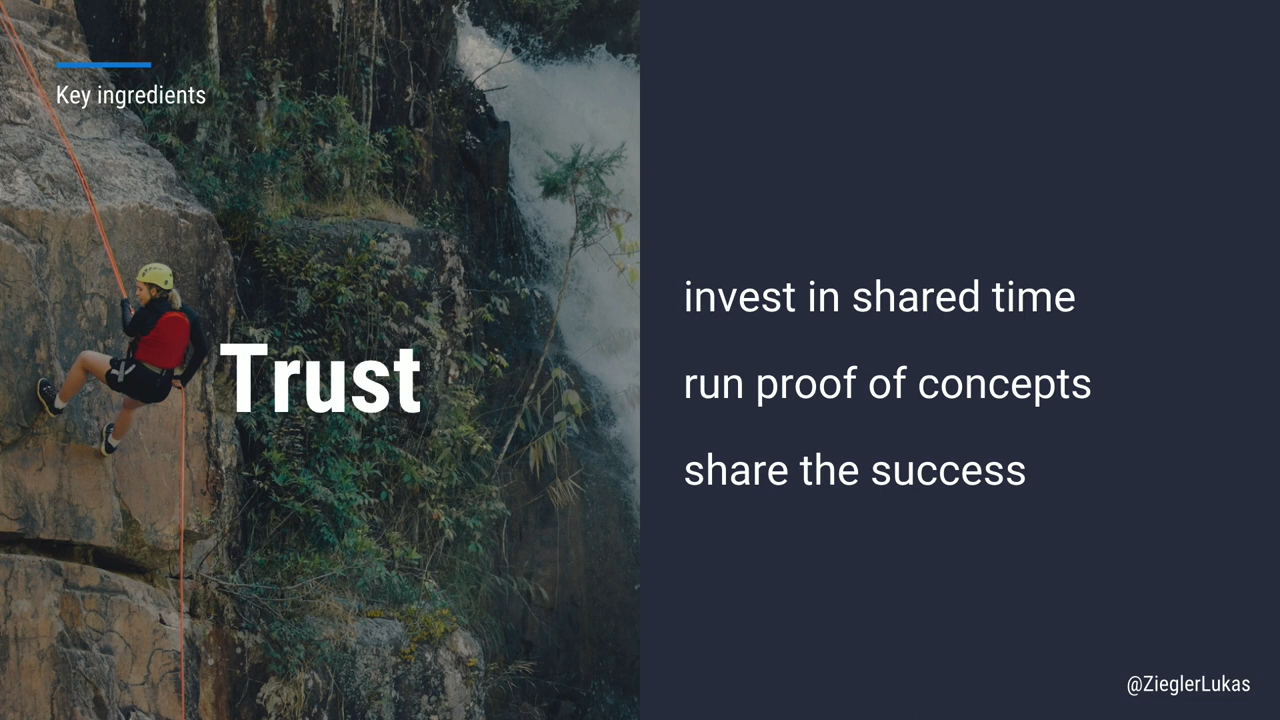 Key ingredients
Trust
invest in shared time
run proof of concepts
share the success
@ZieglerLukas